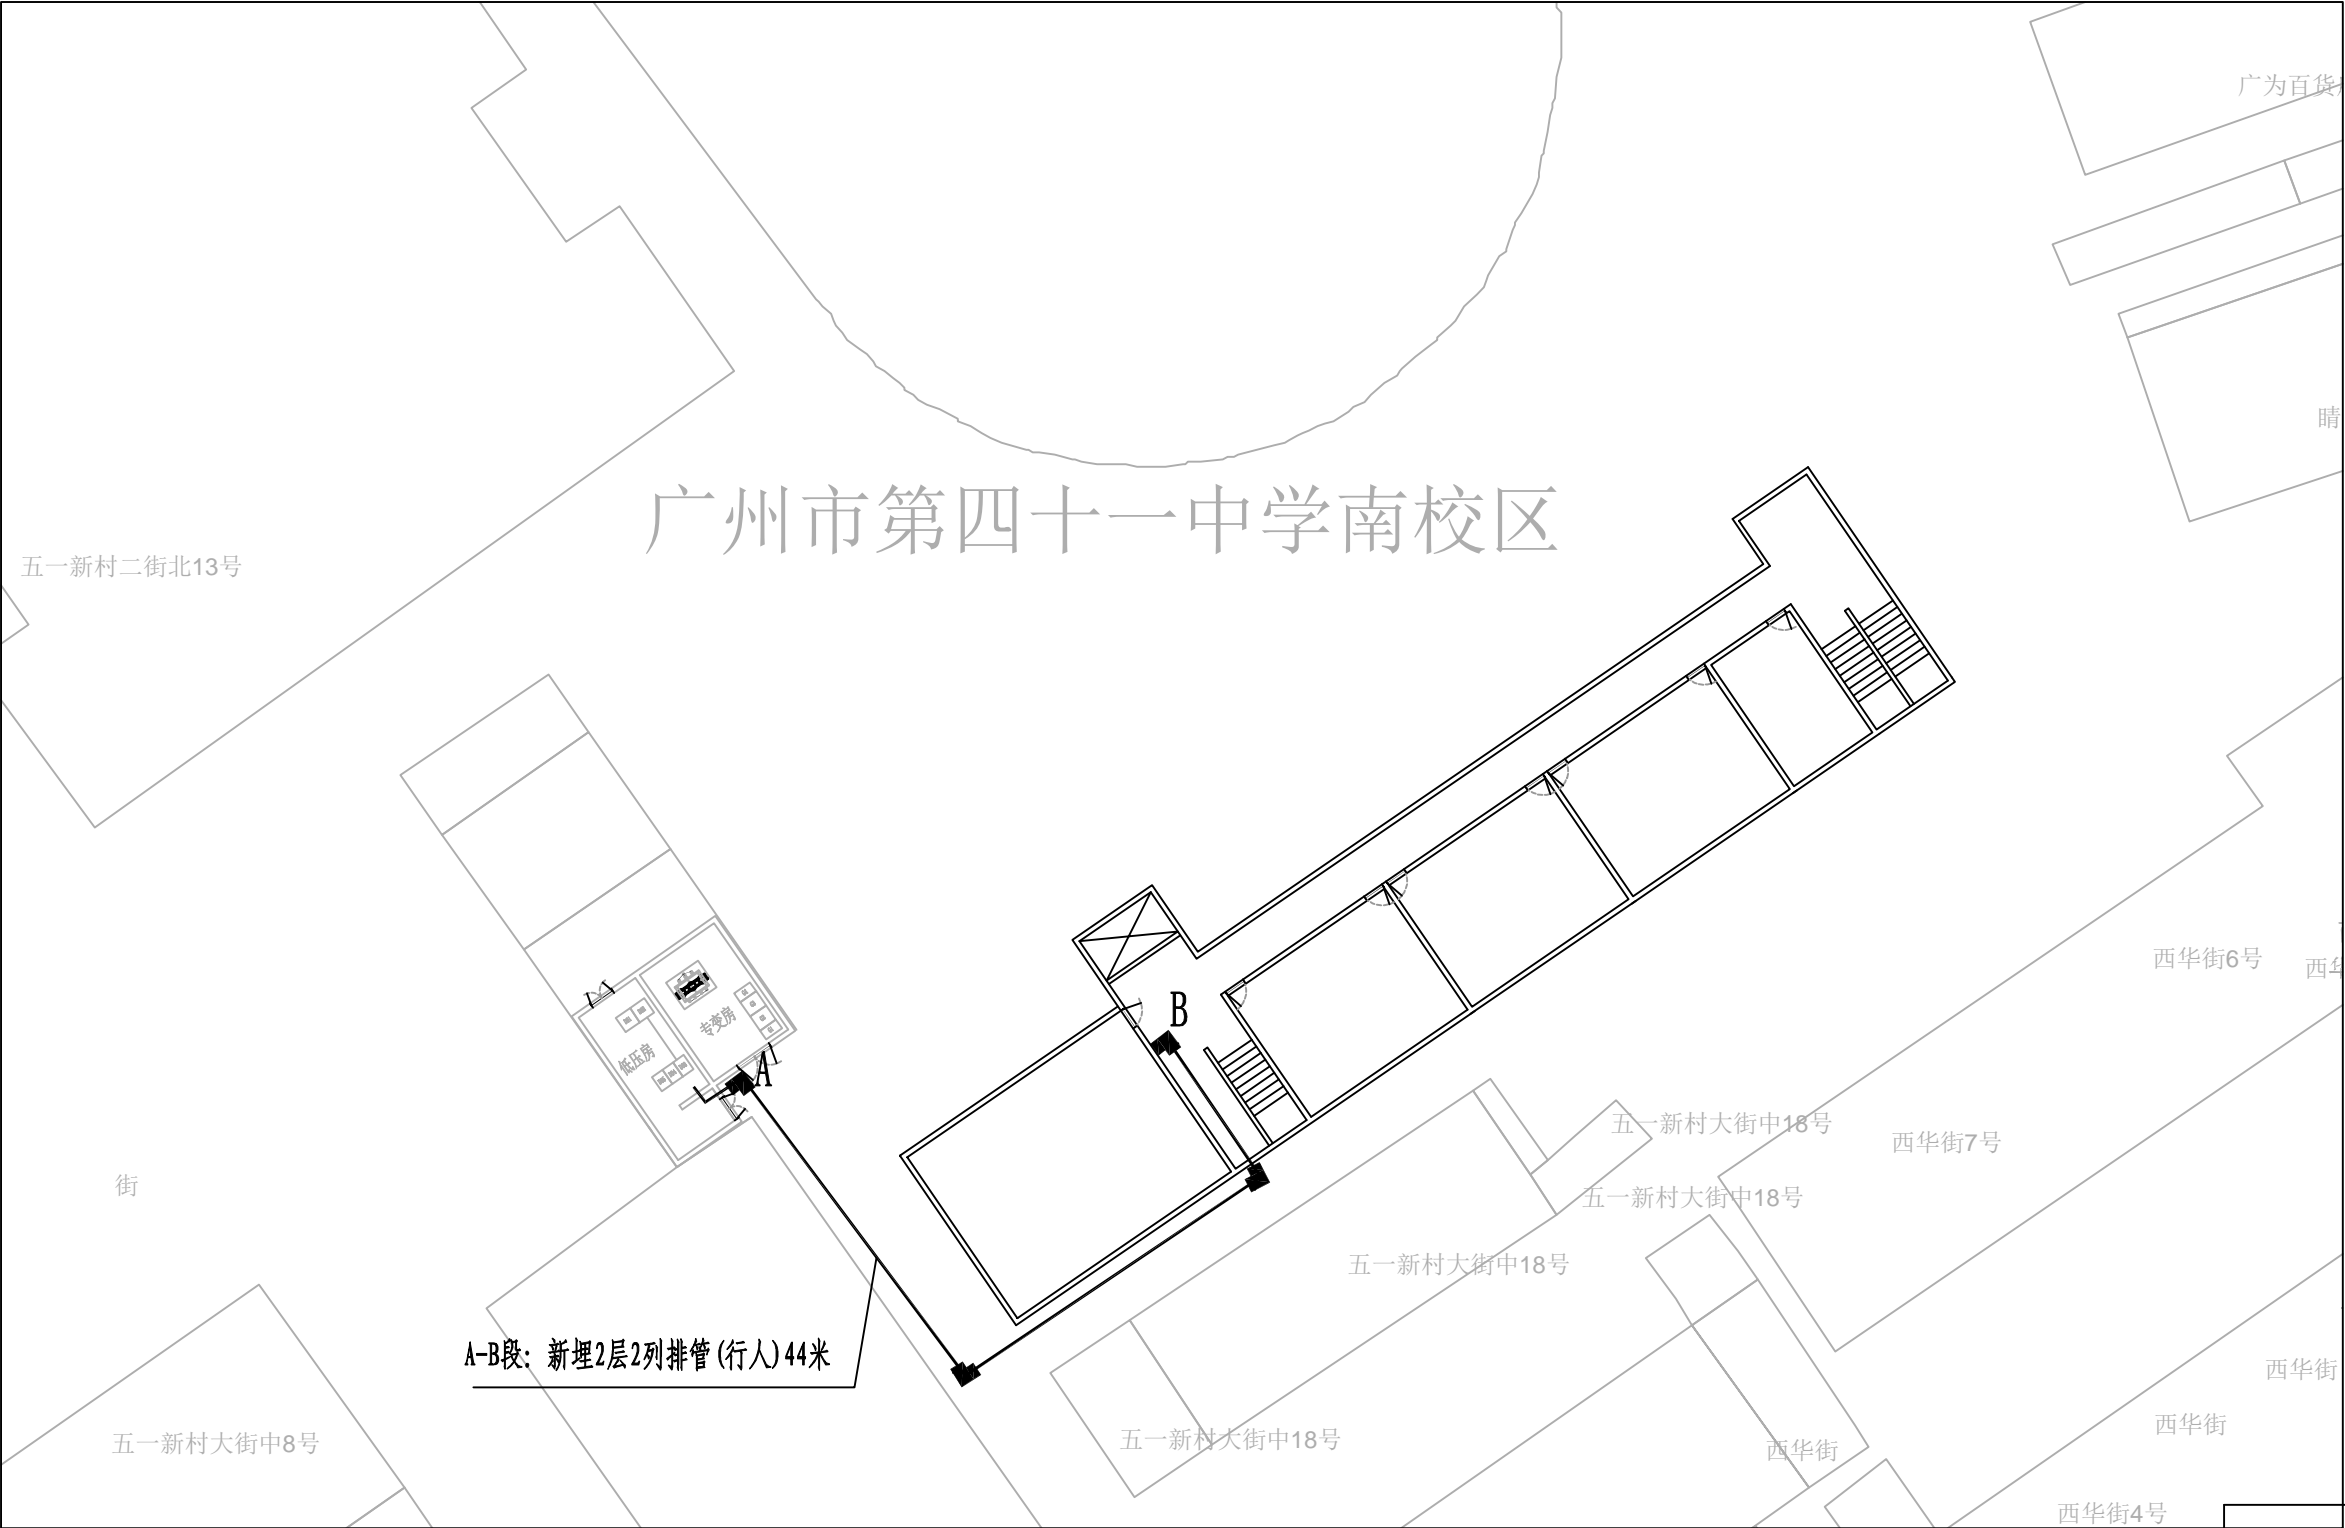 广为百货
睛
广州市第四十一中学南校区
五一新村二街北13号
西华街6号
西华
专变房
低压房
B
A
五一新村大街中18号
西华街7号
五一新村大街中18号
街
五一新村大街中18号
A-B段：新埋2层2列排管(行人)44米
西华街
西华街
五一新村大街中8号
五一新村大街中18号
西华街
西华街4号